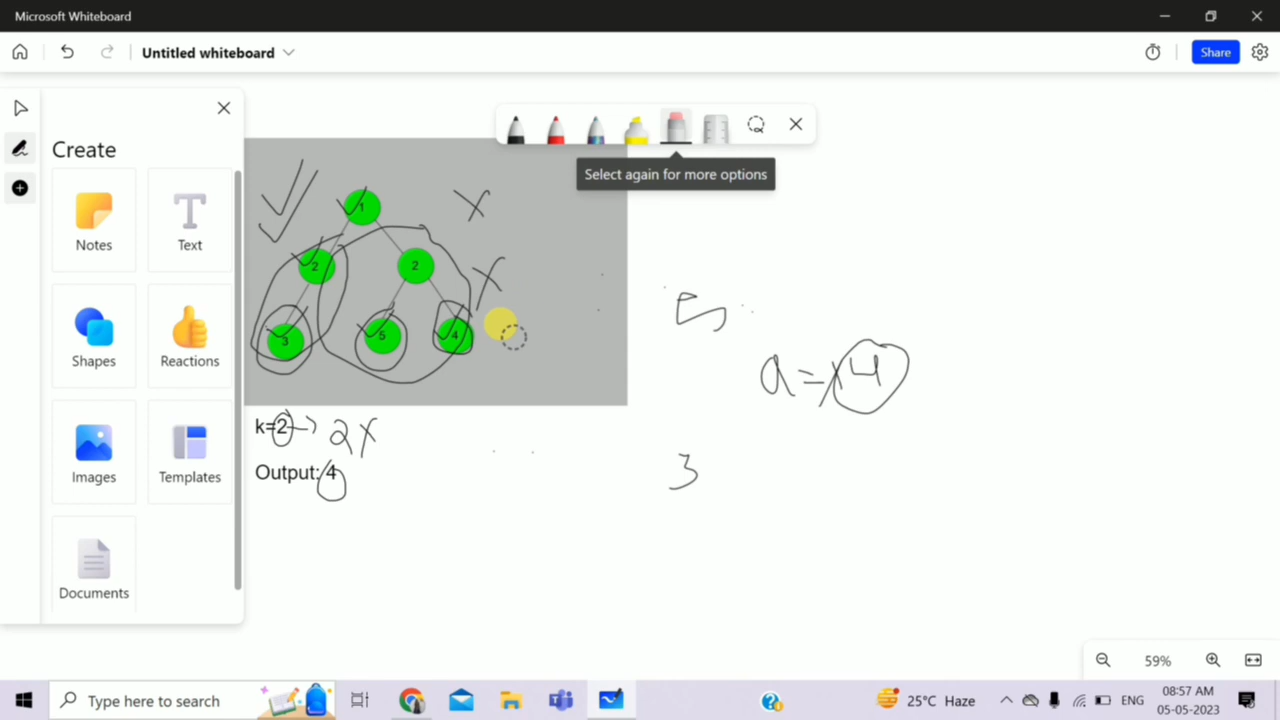 Microsoft Whiteboard
Untitled whiteboard
Share
Create
Select again for more options
Notes
Text
Shapes
Reactions
Images
Templates
Documents
1
2
2
3
5
4
k=2 → 2 x
Output: 4
a = 4
3
59%
Type here to search
25°C Haze
ENG
08:57 AM
05-05-2023